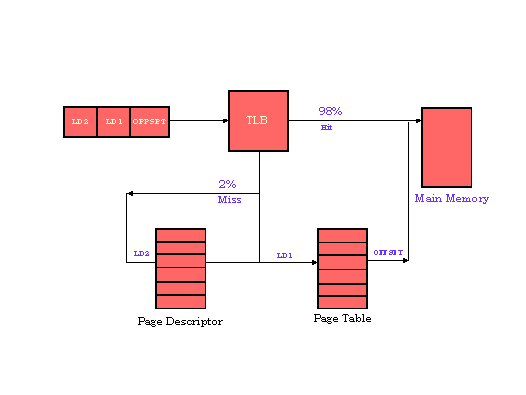 98%
LD2 LD1 OFFSET TLB
Hit
2%
Miss
Main Memory
LD2 LD1 OFFSET
Page Descriptor Page Table